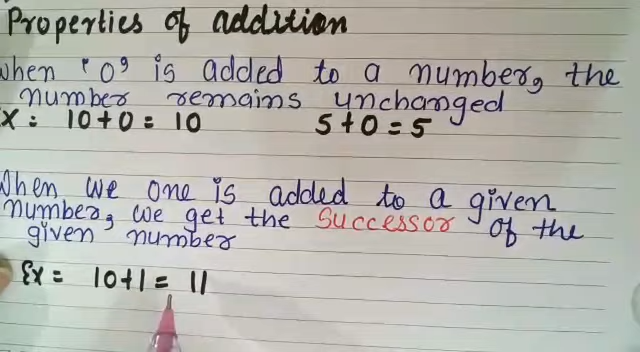 Properties of addition
When '0' is added to a number, the
number remains unchanged
x: 10+0= 10 5+0=5
When we one is added to a given
number, we get the successor of the
given number
Ex = 10+1= 11